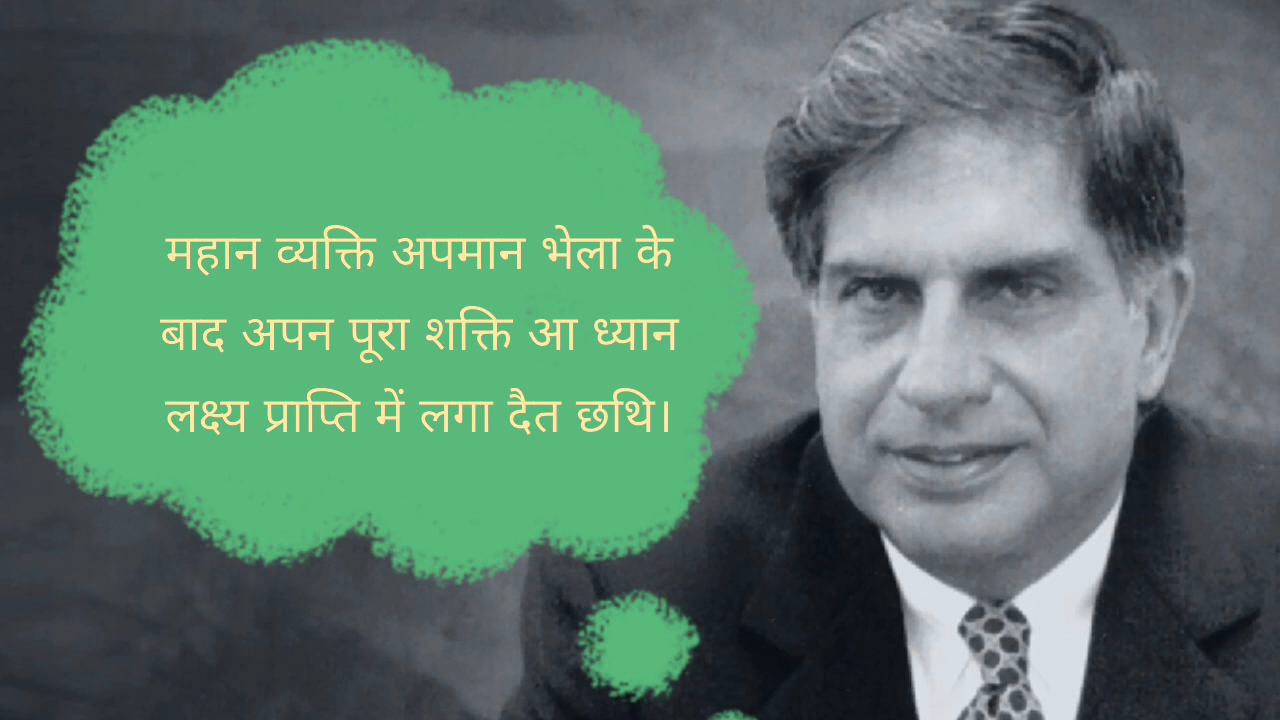 महान व्यक्ति अपमान भेला के
बाद अपन पूरा शक्ति आ ध्यान
लक्ष्य प्राप्ति में लगा दैत छथि।